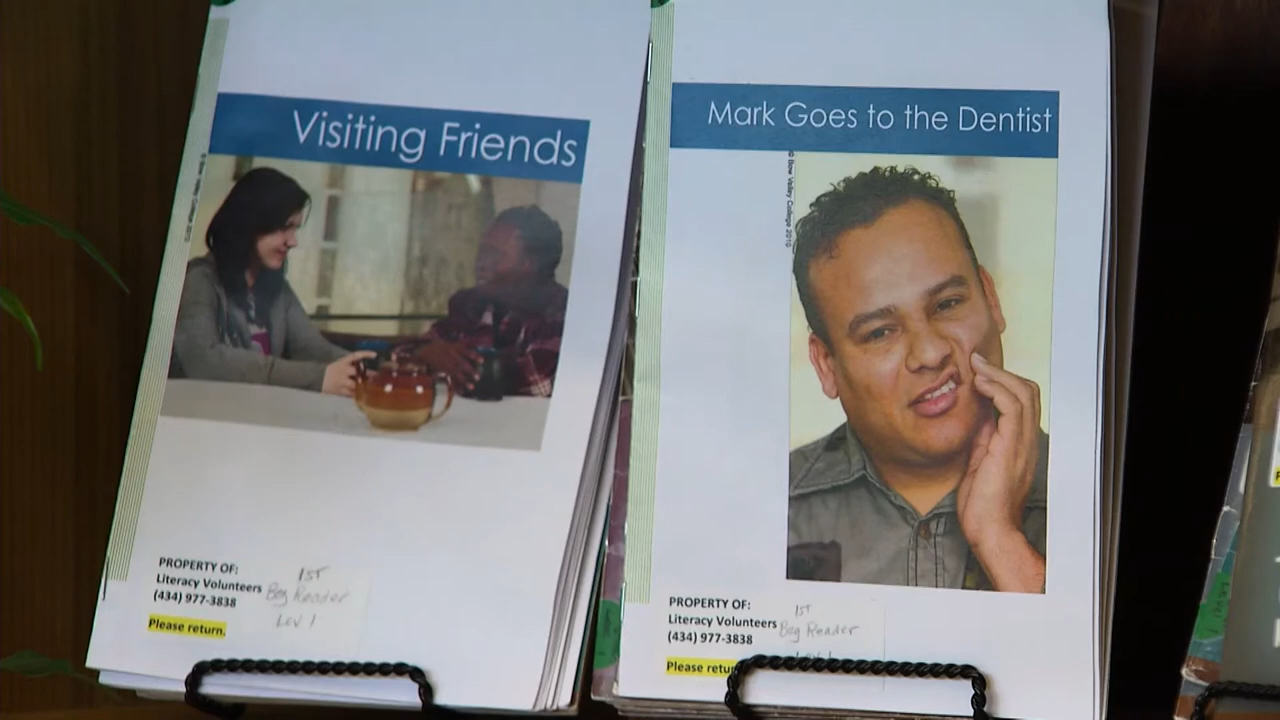 Visiting Friends
PROPERTY OF:
Literacy Volunteers
(434) 977-3838
Please return.
1ST
Beg Reader
Lev 1
Mark Goes to the Dentist
© Bow Valley College 2010
PROPERTY OF:
Literacy Volunteers
(434) 977-3838
Please
1ST
Beg Reader